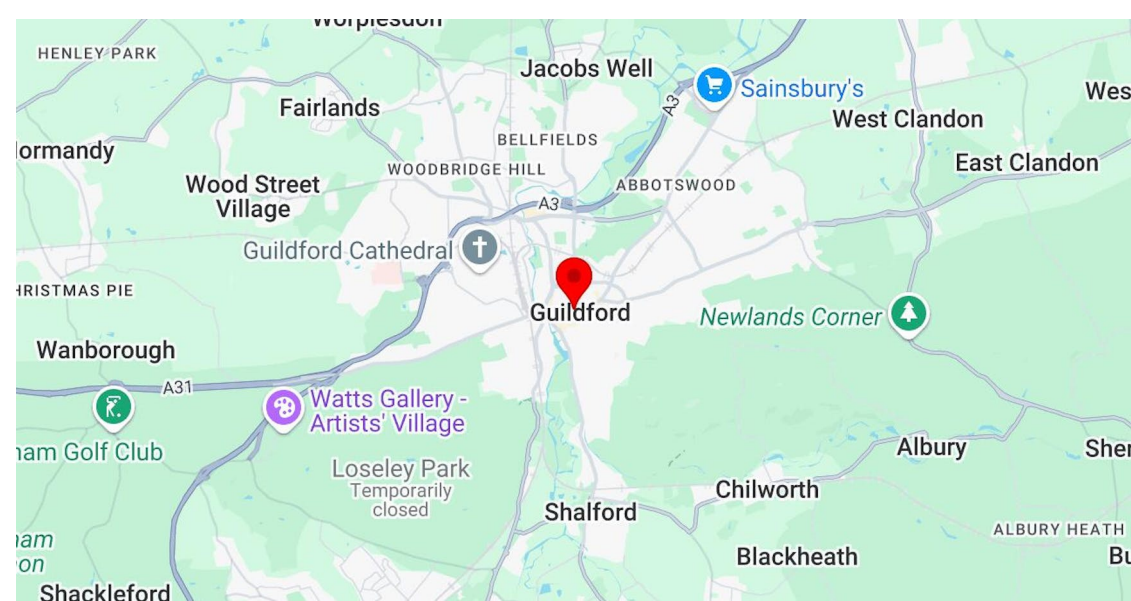 Worplesdon
HENLEY PARK
Jacobs Well
Sainsbury's
A3
Wes
Fairlands
West Clandon
BELLFIELDS
ormandy
East Clandon
WOODBRIDGE HILL
Wood Street
Village
ABBOTSWOOD
A3
Guildford Cathedral
HRISTMAS PIE
Guildford
Newlands Corner
Wanborough
A31
Watts Gallery -
Artists' Village
ham Golf Club
Albury
Sher
Loseley Park
Temporarily
closed
Chilworth
Shalford
ALBURY HEATH
ham
on
Blackheath
Bu
Shackleford